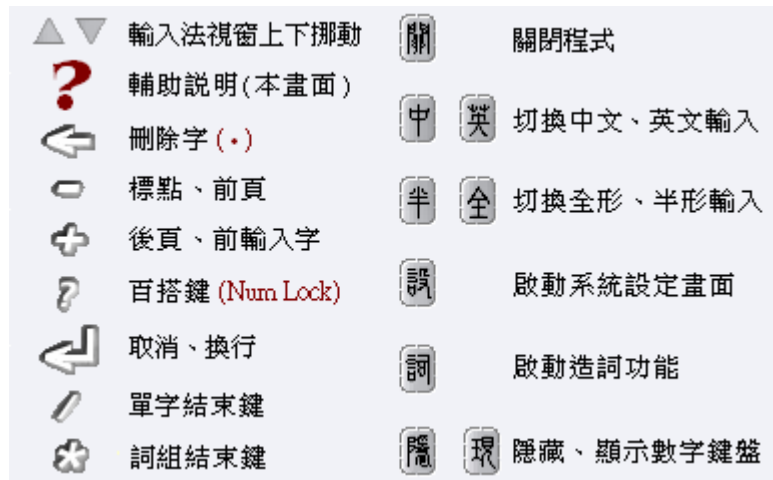 輸入法視窗上下挪動
? 輔助說明(本畫面)
刪除字(·)
標點、前頁
後頁、前輸入字
? 百搭鍵(Num Lock)
取消、換行
單字結束鍵
詞組結束鍵
關 關閉程式
中 英 切換中文、英文輸入
半 全 切換全形、半形輸入
設 啟動系統設定畫面
詞 啟動造詞功能
隱 現 隱藏、顯示數字鍵盤